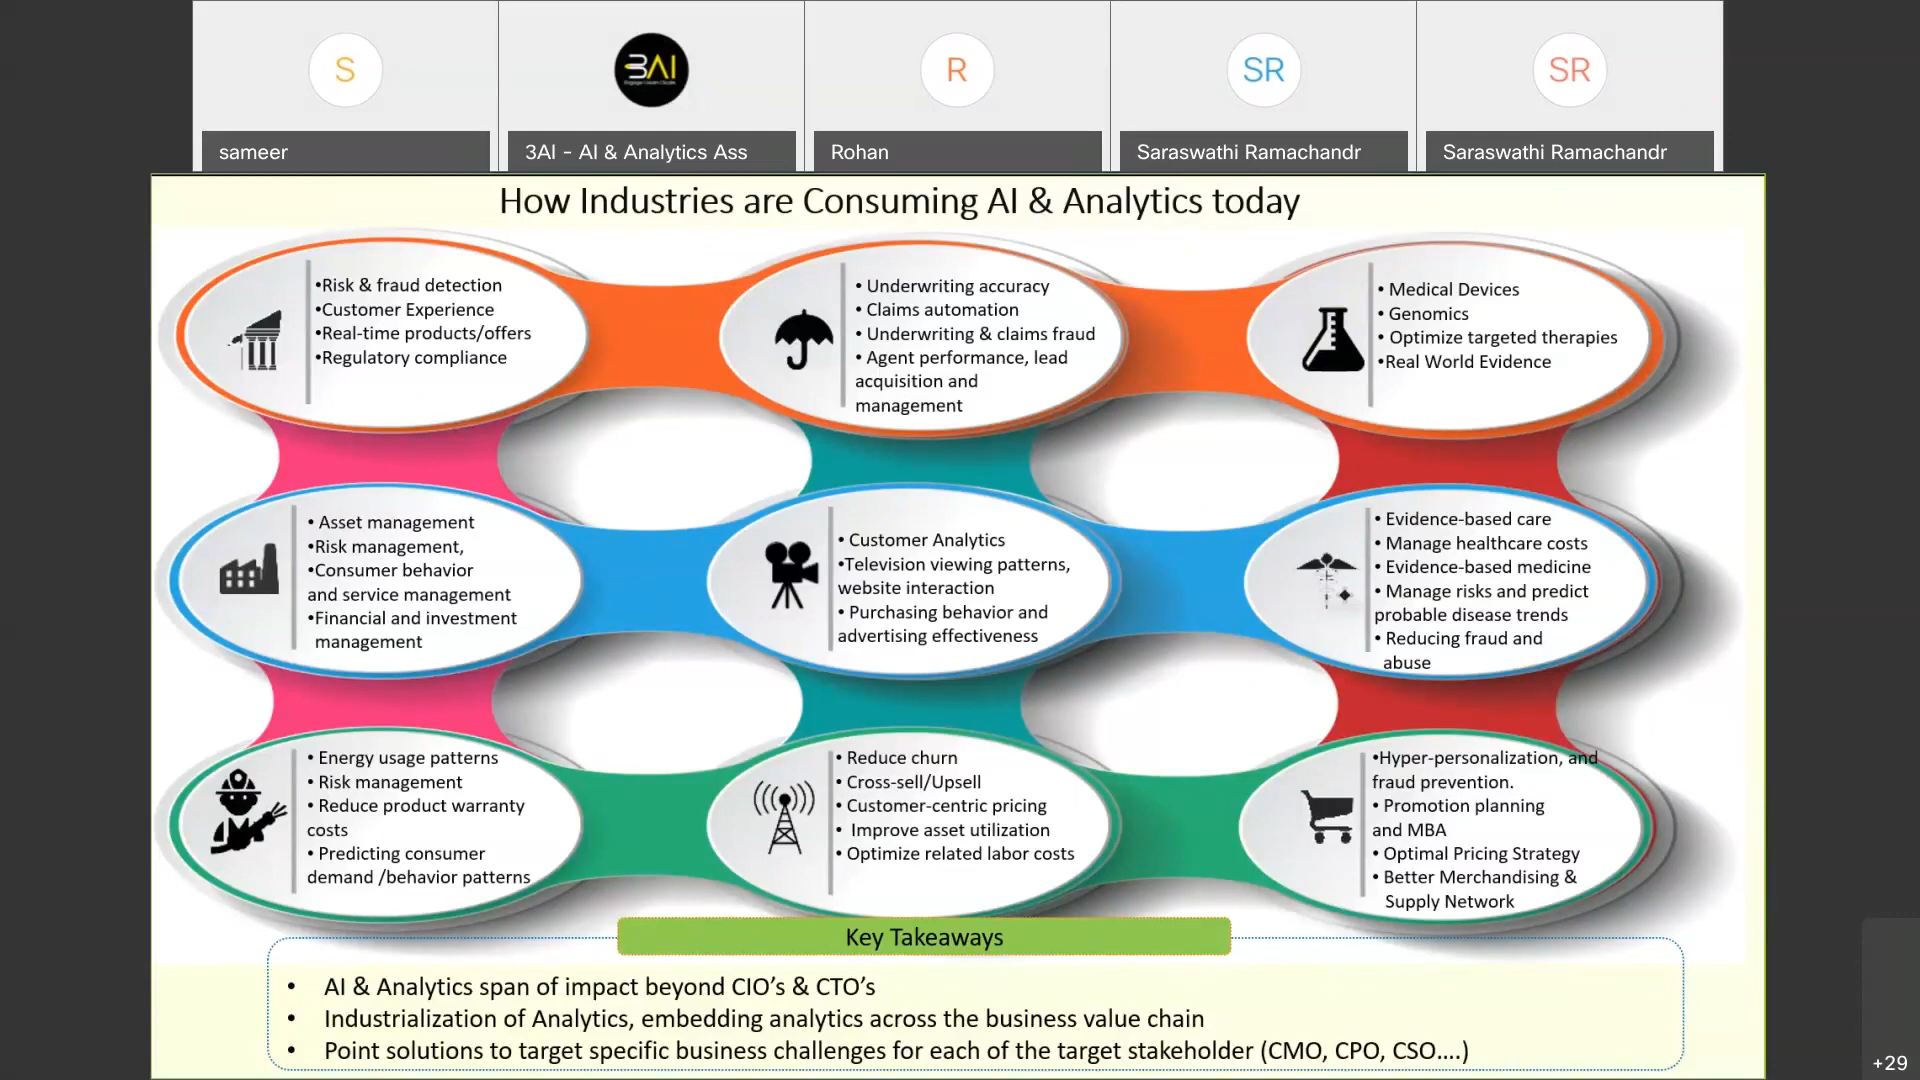 S
3AI
R
SR
SR
sameer
3AI - AI & Analytics Ass
Rohan
Saraswathi Ramachandr
Saraswathi Ramachandr
How Industries are Consuming AI & Analytics today
•Risk & fraud detection
•Customer Experience
•Real-time products/offers
•Regulatory compliance
• Underwriting accuracy
• Claims automation
• Underwriting & claims fraud
• Agent performance, lead
acquisition and
management
• Medical Devices
• Genomics
• Optimize targeted therapies
•Real World Evidence
• Asset management
•Risk management,
•Consumer behavior
and service management
•Financial and investment
management
• Customer Analytics
•Television viewing patterns,
website interaction
• Purchasing behavior and
advertising effectiveness
• Evidence-based care
• Manage healthcare costs
• Evidence-based medicine
• Manage risks and predict
probable disease trends
• Reducing fraud and
abuse
• Energy usage patterns
• Risk management
• Reduce product warranty
costs
• Predicting consumer
demand /behavior patterns
• Reduce churn
• Cross-sell/Upsell
• Customer-centric pricing
• Improve asset utilization
• Optimize related labor costs
•Hyper-personalization, and
fraud prevention.
• Promotion planning
and MBA
• Optimal Pricing Strategy
• Better Merchandising &
Supply Network
Key Takeaways
• AI & Analytics span of impact beyond CIO’s & CTO’s
• Industrialization of Analytics, embedding analytics across the business value chain
• Point solutions to target specific business challenges for each of the target stakeholder (CMO, CPO, CSO....)
+29